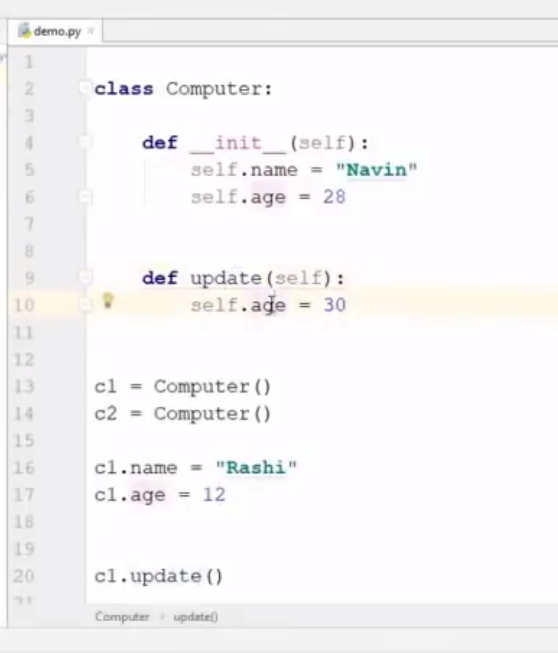 demo.py
1
2 class Computer:
3
4 def __init__(self):
5 self.name = "Navin"
6 self.age = 28
7
8
9 def update(self):
10 self.age = 30
11
12
13 c1 = Computer()
14 c2 = Computer()
15
16 c1.name = "Rashi"
17 c1.age = 12
18
19
20 c1.update()
21
Computer › update()